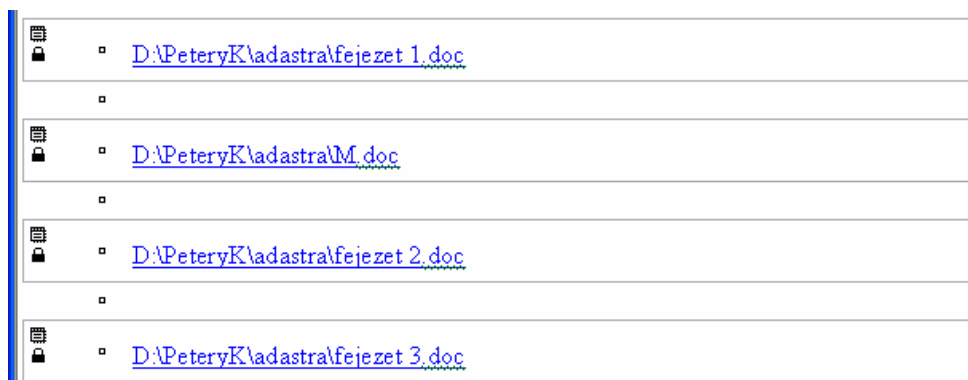 D:\PeteryK\adastra\fejezet 1.doc
D:\PeteryK\adastra\M.doc
D:\PeteryK\adastra\fejezet 2.doc
D:\PeteryK\adastra\fejezet 3.doc